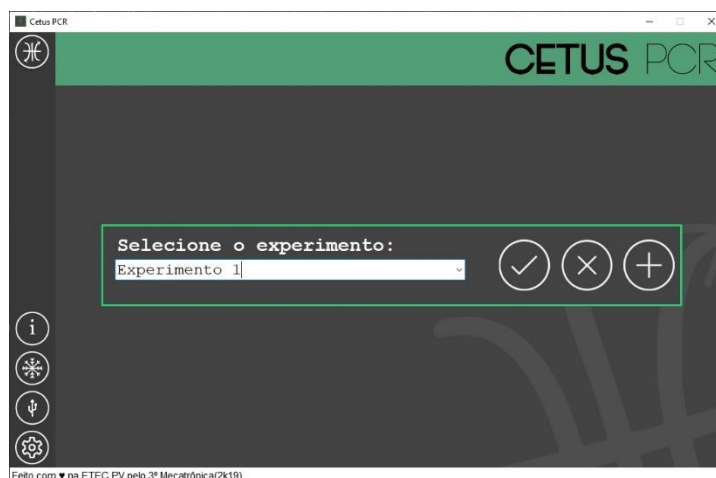 Cetus PCR
CETUS PCR
Selecione o experimento:
Experimento 1
i
Feito com ♥ na ETEC PV pelo 3º Mecatrônica(2k19)